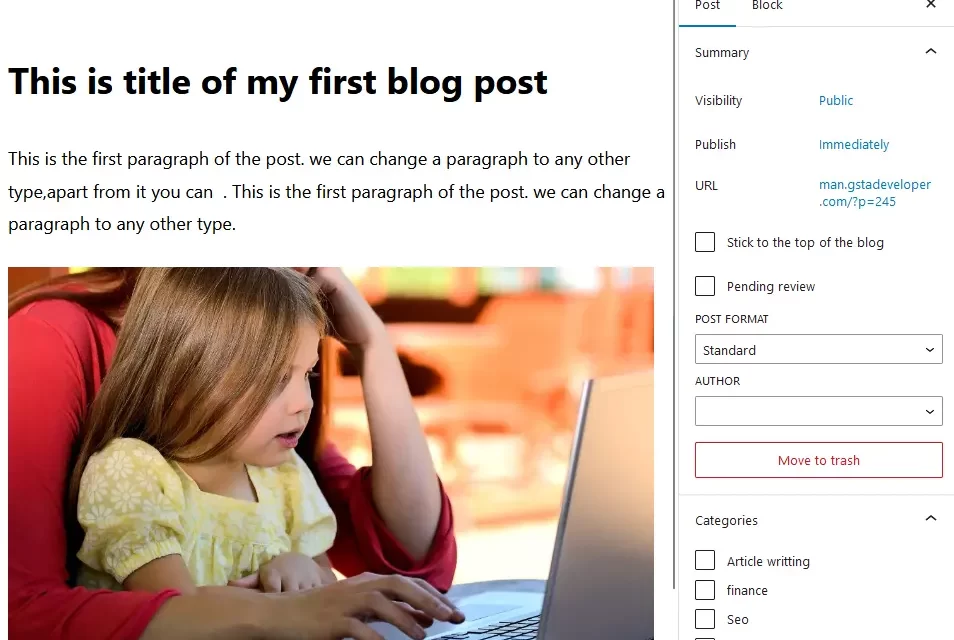 Post Block ✕
This is title of my first blog post
This is the first paragraph of the post. we can change a paragraph to any other
type,apart from it you can . This is the first paragraph of the post. we can change a
paragraph to any other type.
Summary
Visibility Public
Publish Immediately
URL man.gstadeveloper
.com/?p=245
Stick to the top of the blog
Pending review
POST FORMAT
Standard
AUTHOR
Move to trash
Categories
Article writting
finance
Seo